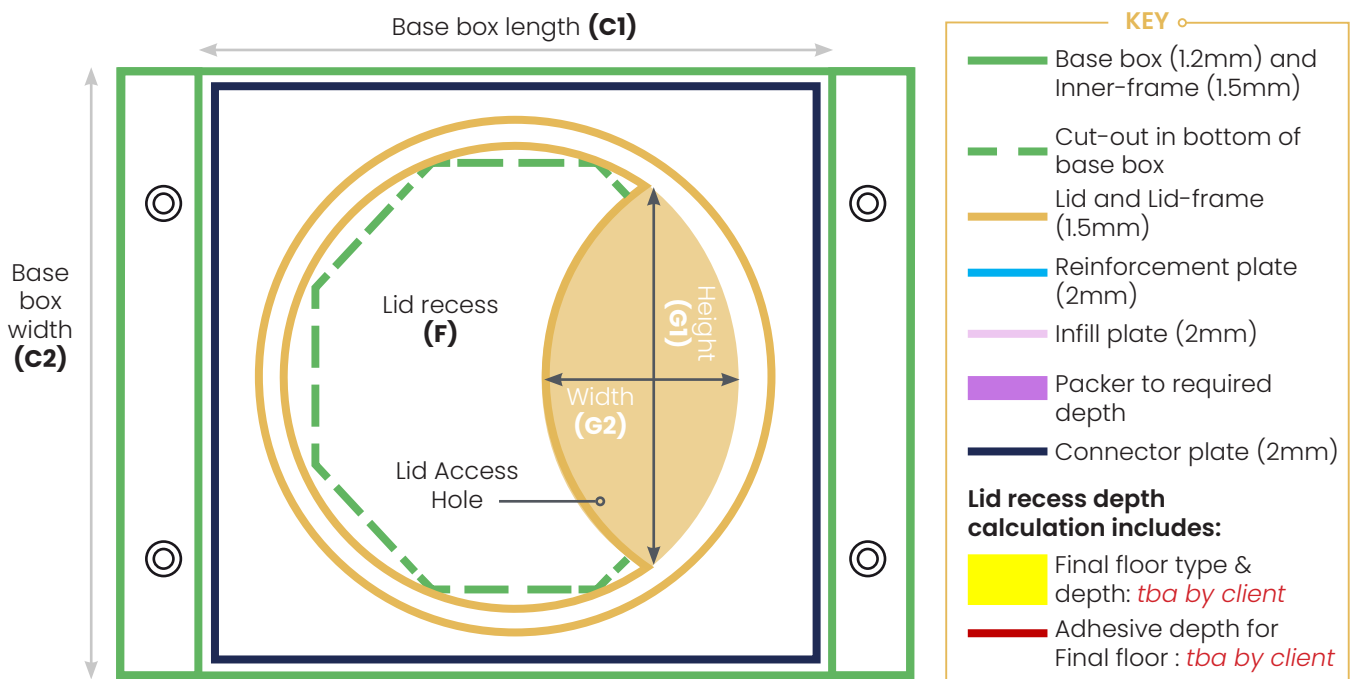 Base box length (C1)
Base
box
width
(C2)
Lid recess
(F)
Height
(G1)
Width
(G2)
Lid Access
Hole
KEY
Base box (1.2mm) and
Inner-frame (1.5mm)
Cut-out in bottom of
base box
Lid and Lid-frame
(1.5mm)
Reinforcement plate
(2mm)
Infill plate (2mm)
Packer to required
depth
Connector plate (2mm)
Lid recess depth
calculation includes:
Final floor type &
depth: tba by client
Adhesive depth for
Final floor : tba by client